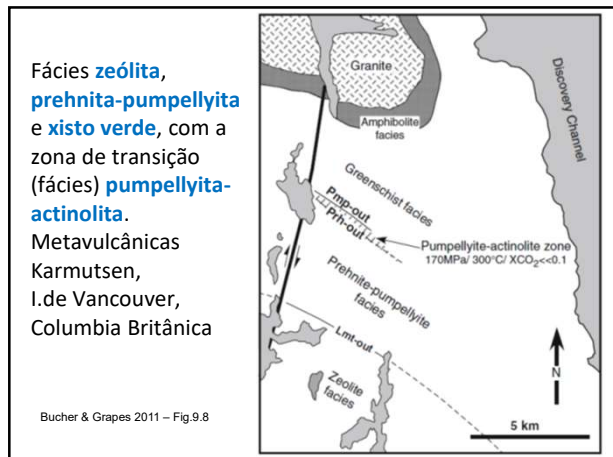 Fácies zeólita,
prehnita-pumpellyita
e xisto verde, com a
zona de transição
(fácies) pumpellyita-
actinolita.
Metavulcânicas
Karmutsen,
I.de Vancouver,
Columbia Britânica
Bucher & Grapes 2011 – Fig.9.8
Granite
Amphibolite
facies
Discovery Channel
Greenschist facies
Pmp-out
Prh-out
Pumpellyite-actinolite zone
170MPa/ 300°C/ XCO₂<<0.1
Prehnite-pumpellyite
facies
Lmt-out
Zeolite
facies
N
5 km